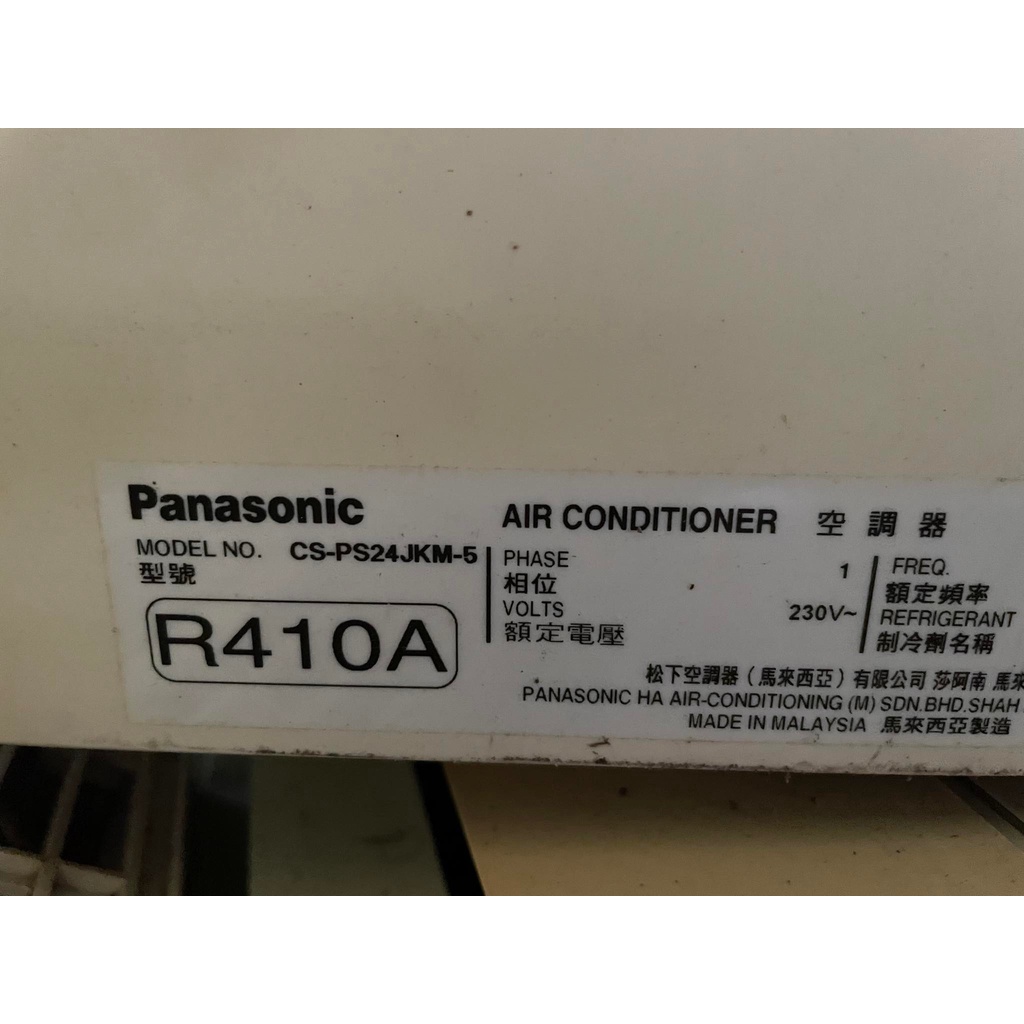 Panasonic
AIR CONDITIONER 空調器
MODEL NO. CS-PS24JKM-5
型號
R410A
PHASE 1
相位
VOLTS 230V~
額定電壓
FREQ.
額定頻率
REFRIGERANT
制冷劑名稱
松下空調器（馬來西亞）有限公司 莎阿南 馬來
PANASONIC HA AIR-CONDITIONING (M) SDN.BHD.SHAH
MADE IN MALAYSIA 馬來西亞製造